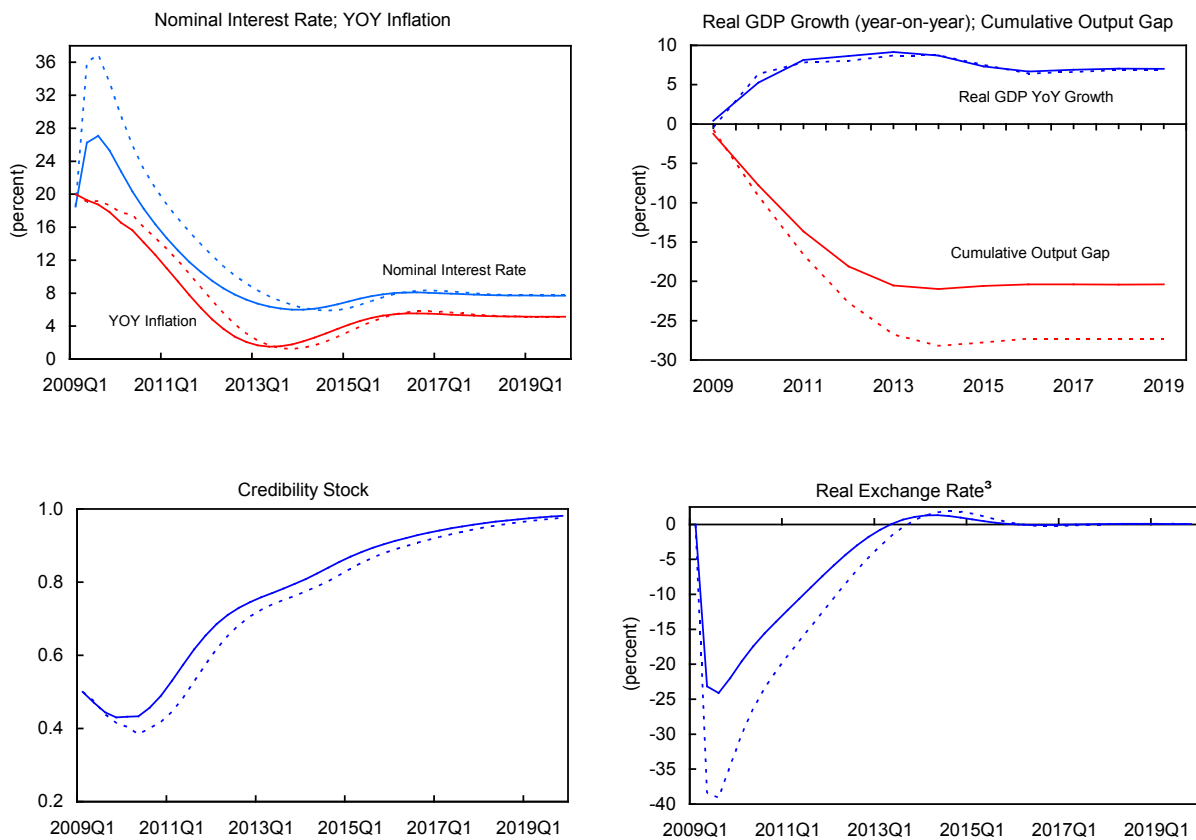 Nominal Interest Rate; YOY Inflation
36
32
28
24
20
16
12
8
4
0
(percent)
Nominal Interest Rate
YOY Inflation
2009Q1 2011Q1 2013Q1 2015Q1 2017Q1 2019Q1
Real GDP Growth (year-on-year); Cumulative Output Gap
10
5
0
-5
-10
-15
-20
-25
-30
(percent)
Real GDP YoY Growth
Cumulative Output Gap
2009 2011 2013 2015 2017 2019
Credibility Stock
1.0
0.8
0.6
0.4
0.2
2009Q1 2011Q1 2013Q1 2015Q1 2017Q1 2019Q1
Real Exchange Rate³
0
-5
-10
-15
-20
-25
-30
-35
-40
(percent)
2009Q1 2011Q1 2013Q1 2015Q1 2017Q1 2019Q1